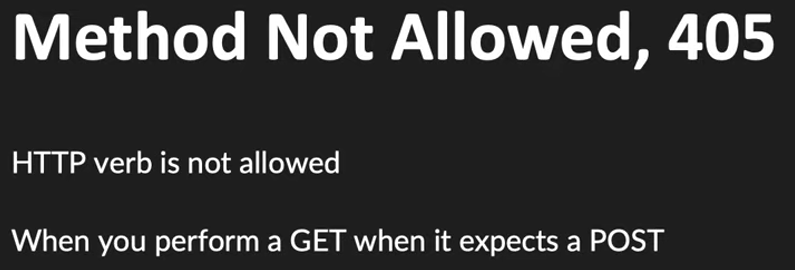 Method Not Allowed, 405
HTTP verb is not allowed
When you perform a GET when it expects a POST